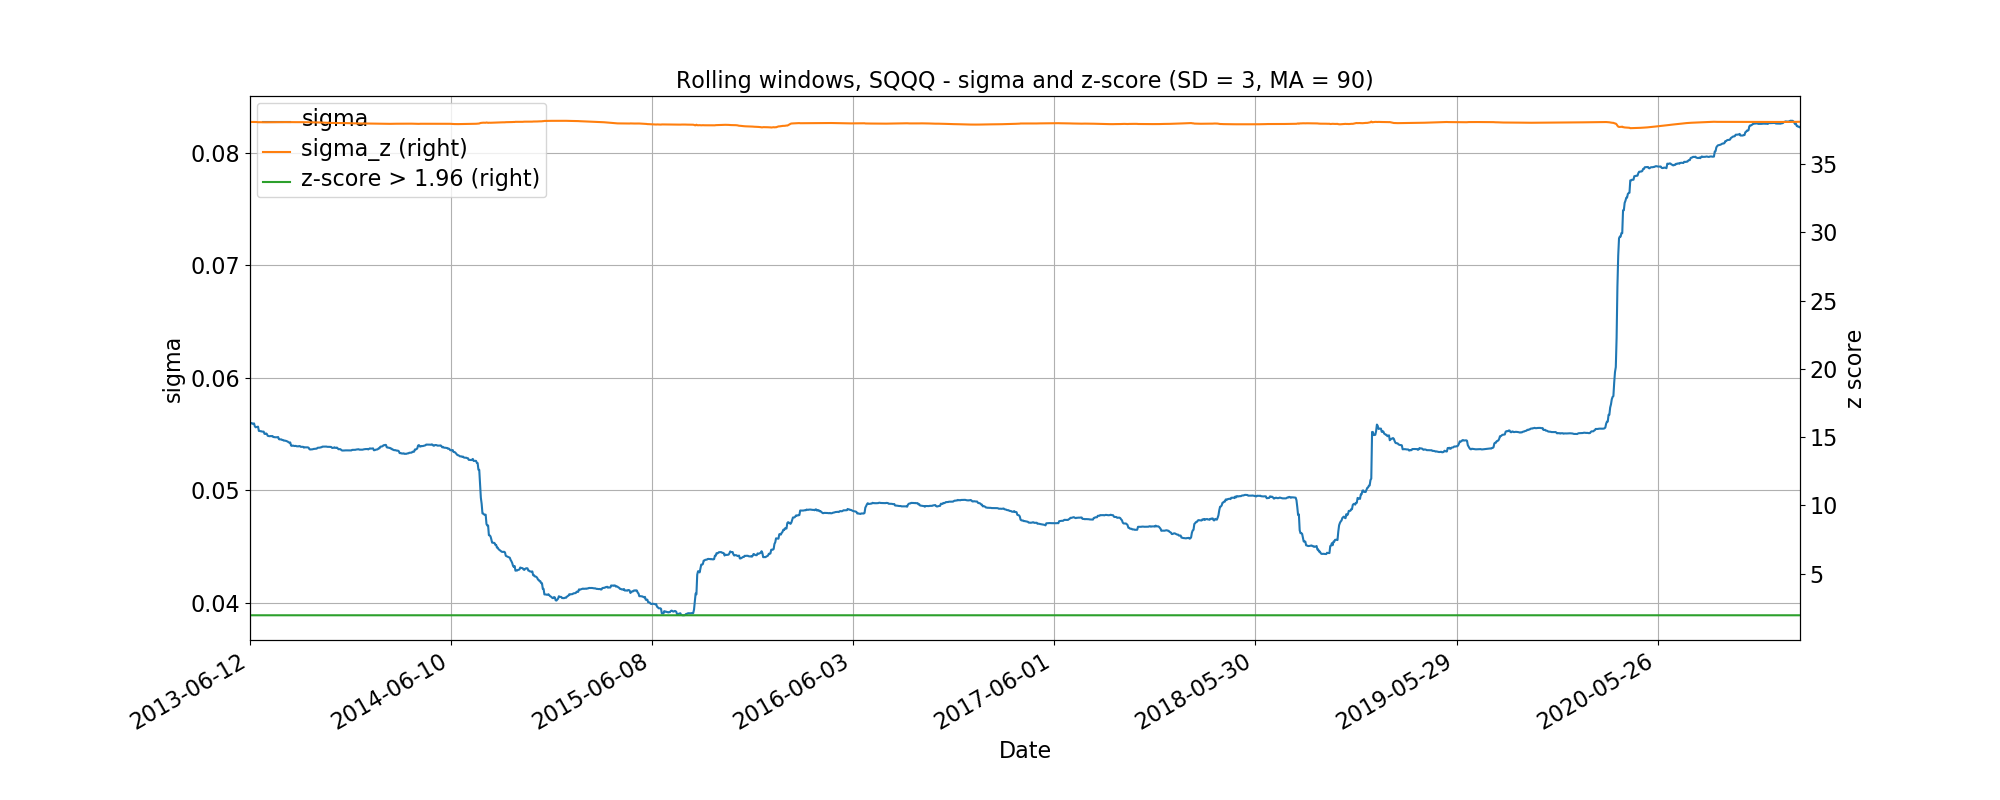 Rolling windows, SQQQ - sigma and z-score (SD = 3, MA = 90)
sigma
sigma_z (right)
z-score > 1.96 (right)
0.08
0.07
0.06
0.05
0.04
sigma
35
30
25
20
15
10
5
z score
2013-06-12
2014-06-10
2015-06-08
2016-06-03
2017-06-01
2018-05-30
2019-05-29
2020-05-26
Date